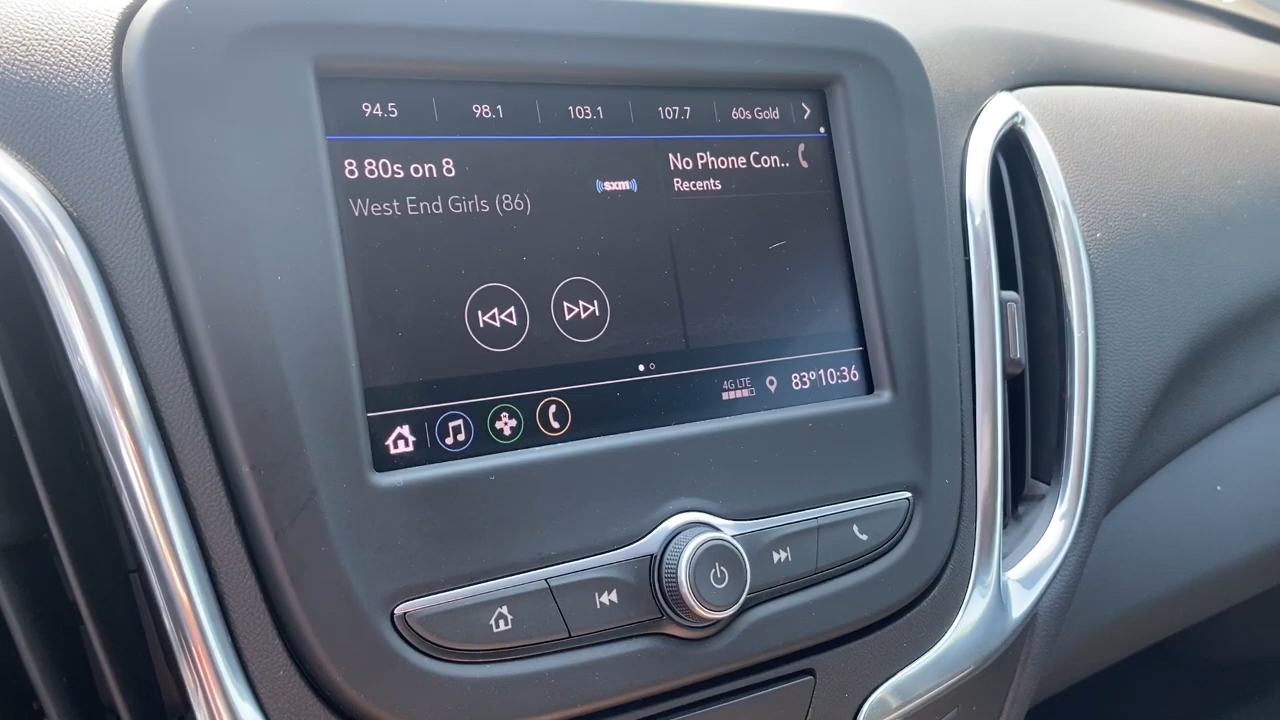 94.5 98.1 103.1 107.7 60s Gold
8 80s on 8
West End Girls (86)
sxm
No Phone Con..
Recents
4G LTE
83° 10:36